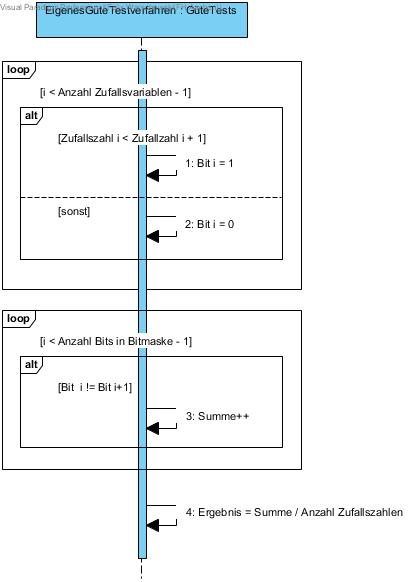 Visual Paradigm
EigenesGüteTestverfahren : GüteTests
loop
[i < Anzahl Zufallsvariablen - 1]
alt
[Zufallszahl i < Zufallzahl i + 1]
1: Bit i = 1
[sonst]
2: Bit i = 0
loop
[i < Anzahl Bits in Bitmaske - 1]
alt
[Bit i != Bit i+1]
3: Summe++
4: Ergebnis = Summe / Anzahl Zufallszahlen